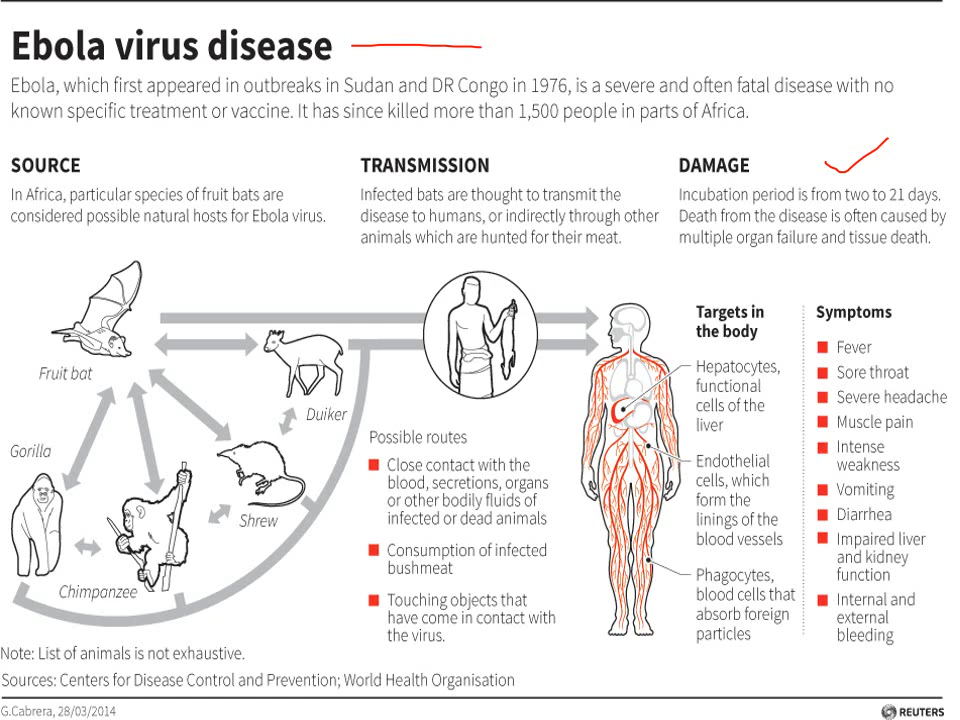 Ebola virus disease
Ebola, which first appeared in outbreaks in Sudan and DR Congo in 1976, is a severe and often fatal disease with no
known specific treatment or vaccine. It has since killed more than 1,500 people in parts of Africa.
SOURCE
In Africa, particular species of fruit bats are
considered possible natural hosts for Ebola virus.
TRANSMISSION
Infected bats are thought to transmit the
disease to humans, or indirectly through other
animals which are hunted for their meat.
DAMAGE
Incubation period is from two to 21 days.
Death from the disease is often caused by
multiple organ failure and tissue death.
Fruit bat
Duiker
Gorilla
Shrew
Chimpanzee
Possible routes
Close contact with the
blood, secretions, organs
or other bodily fluids of
infected or dead animals
Consumption of infected
bushmeat
Touching objects that
have come in contact with
the virus.
Targets in
the body
Hepatocytes,
functional
cells of the
liver
Endothelial
cells, which
form the
linings of the
blood vessels
Phagocytes,
blood cells that
absorb foreign
particles
Symptoms
Fever
Sore throat
Severe headache
Muscle pain
Intense
weakness
Vomiting
Diarrhea
Impaired liver
and kidney
function
Internal and
external
bleeding
Note: List of animals is not exhaustive.
Sources: Centers for Disease Control and Prevention; World Health Organisation
G.Cabrera, 28/03/2014
REUTERS